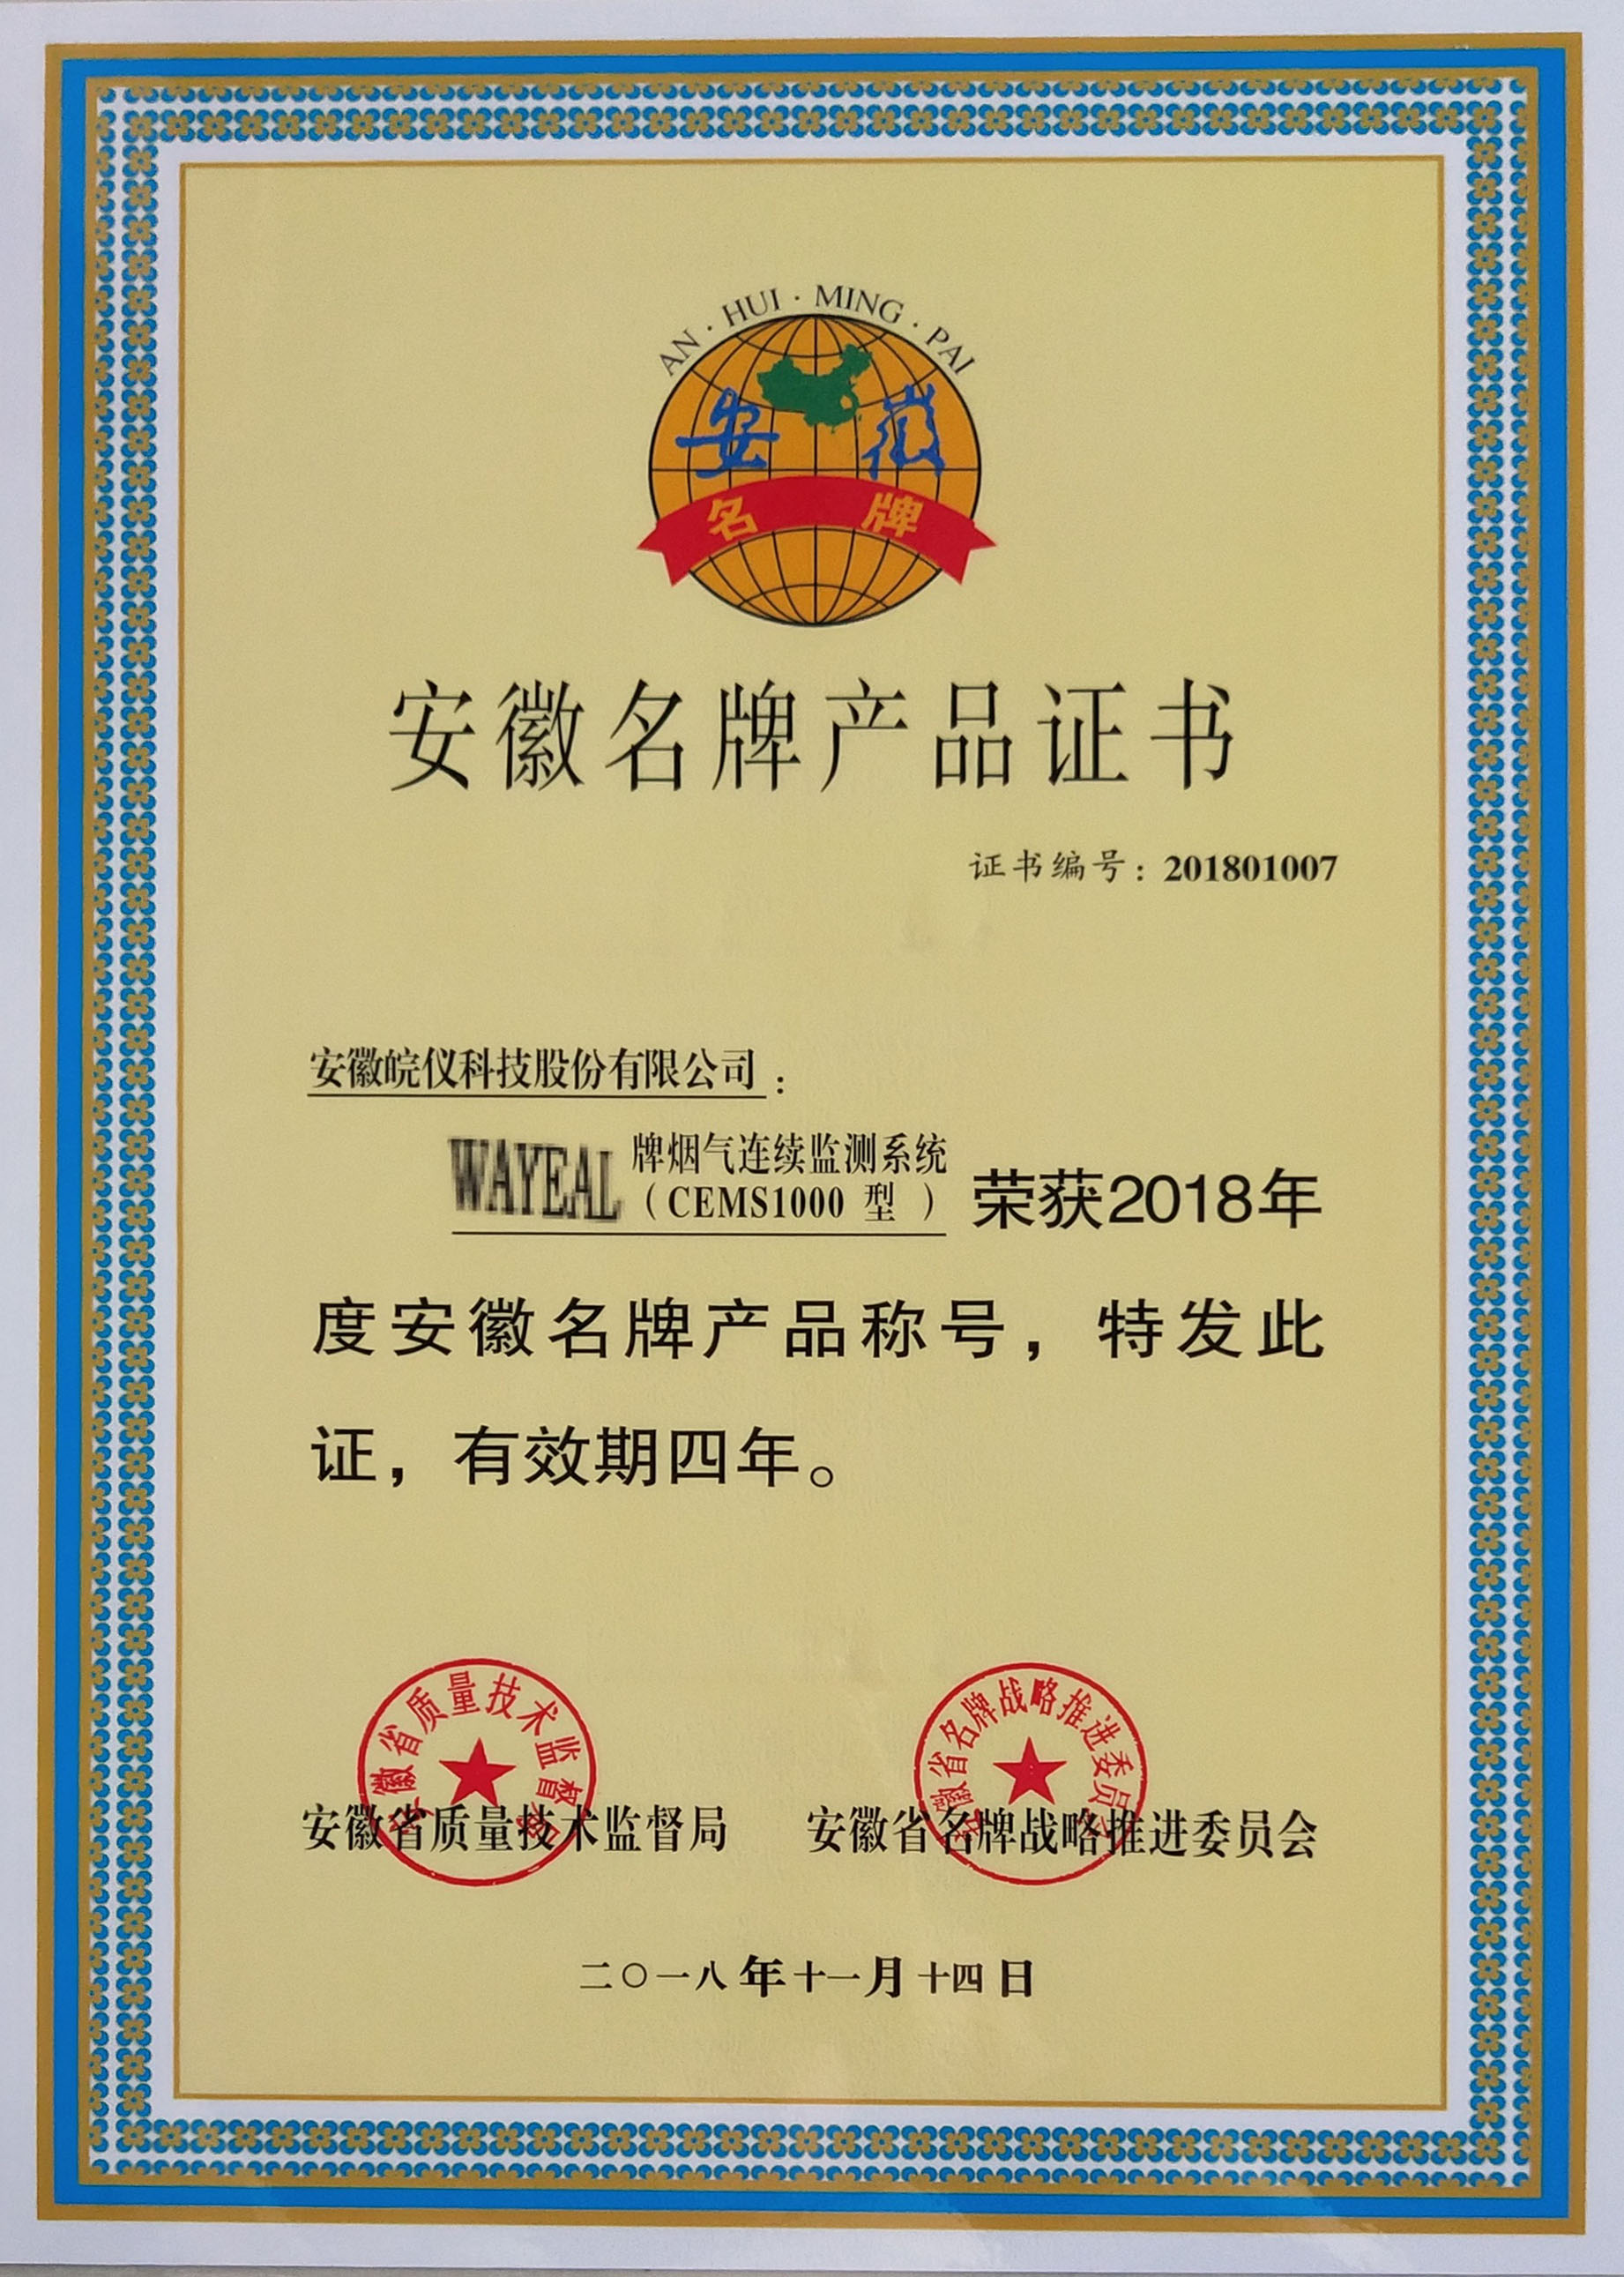 AN · HUI · MING · PAI
安徽
名牌
安徽名牌产品证书
证书编号：201801007
安徽皖仪科技股份有限公司：
WAYEAL 牌烟气连续监测系统
（CEMS1000 型 ） 荣获2018年
度安徽名牌产品称号，特发此
证，有效期四年。
安徽省质量技术监督局
安徽省名牌战略推进委员会
安徽省质量技术监督局 安徽省名牌战略推进委员会
二〇一八年十一月十四日